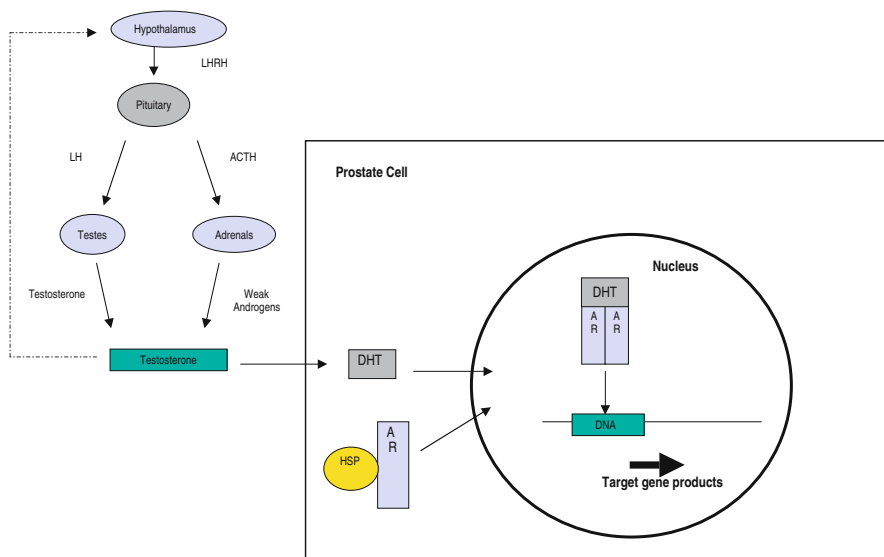 Hypothalamus
LHRH
Pituitary
LH
ACTH
Testes
Adrenals
Testosterone
Weak
Androgens
Testosterone
Prostate Cell
Nucleus
DHT
A
R
A
R
DHT
A
R
HSP
DNA
Target gene products